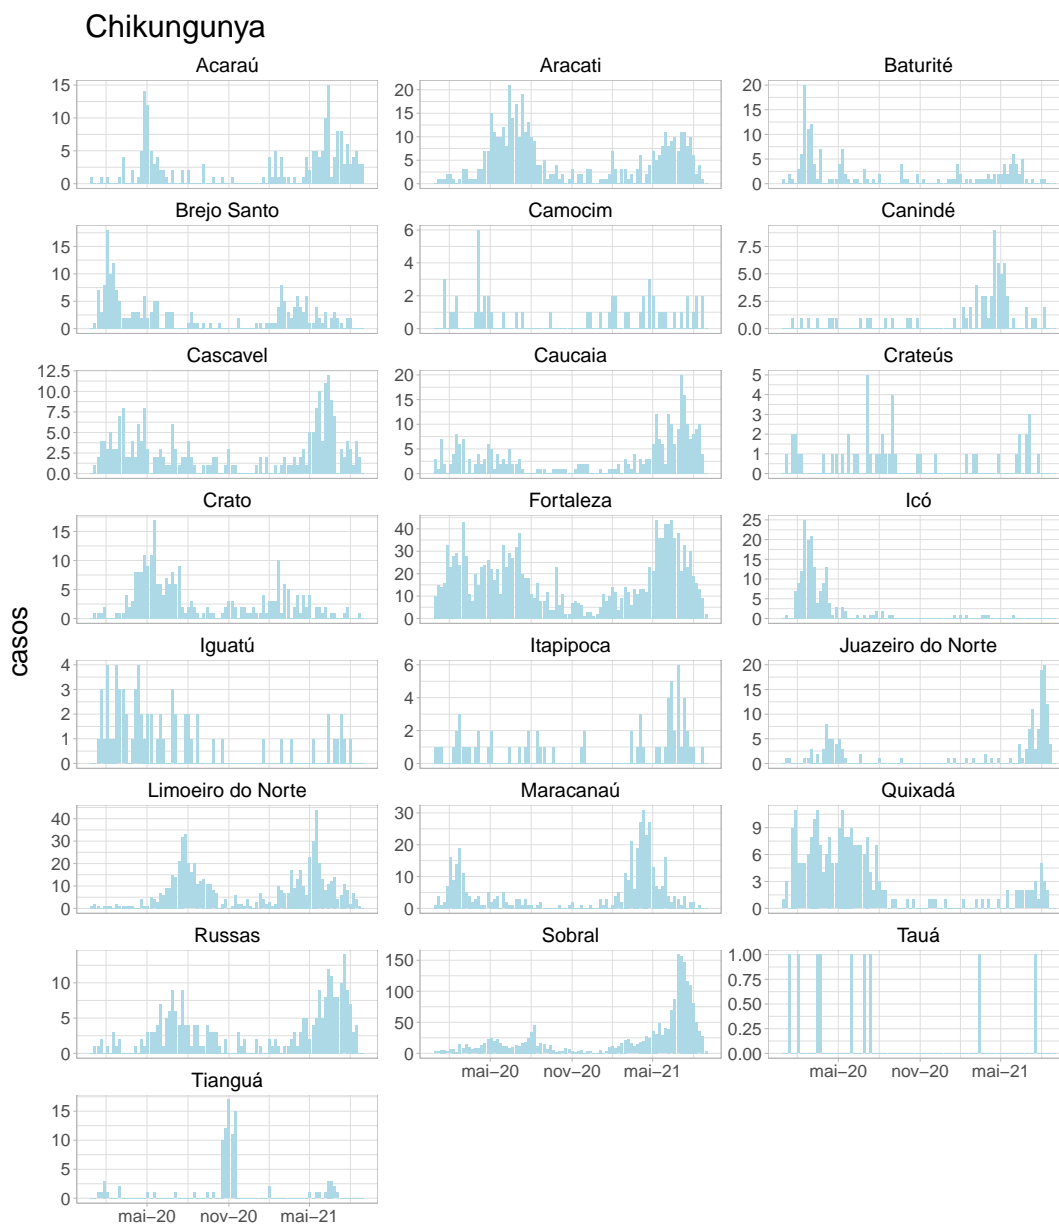 Chikungunya
Acaraú Aracati Baturité
15 10 5 0
20 15 10 5 0
20 15 10 5 0
Brejo Santo Camocim Canindé
15 10 5 0
6 4 2 0
7.5 5.0 2.5 0.0
Cascavel Caucaia Crateús
12.5 10.0 7.5 5.0 2.5 0.0
20 15 10 5 0
5 4 3 2 1 0
Crato Fortaleza Icó
15 10 5 0
40 30 20 10 0
25 20 15 10 5 0
casos
Iguatú Itapipoca Juazeiro do Norte
4 3 2 1 0
6 4 2 0
20 15 10 5 0
Limoeiro do Norte Maracanaú Quixadá
40 30 20 10 0
30 20 10 0
9 6 3 0
Russas Sobral Tauá
10 5 0
150 100 50 0
1.00 0.75 0.50 0.25 0.00
mai–20 nov–20 mai–21
mai–20 nov–20 mai–21
Tianguá
15 10 5 0
mai–20 nov–20 mai–21